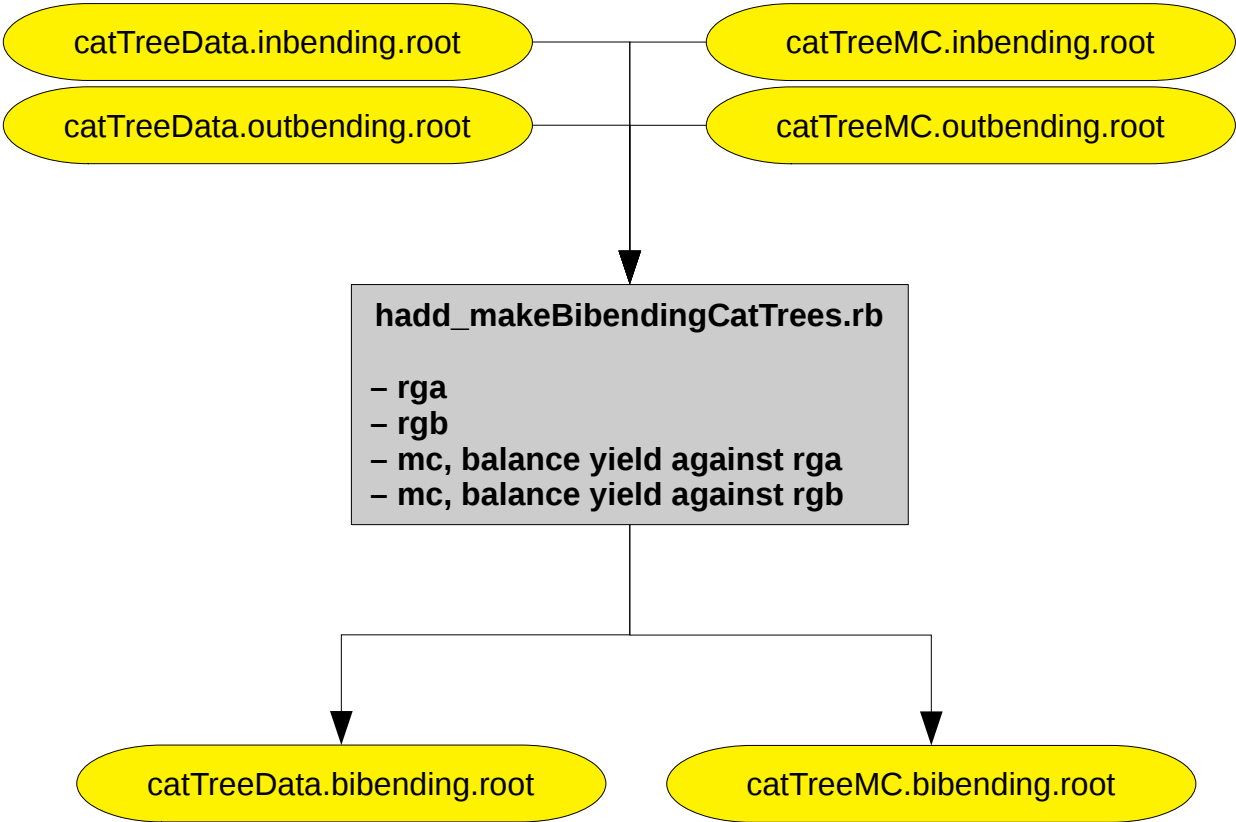 catTreeData.inbending.root
catTreeMC.inbending.root
catTreeData.outbending.root
catTreeMC.outbending.root
hadd_makeBibendingCatTrees.rb
– rga
– rgb
– mc, balance yield against rga
– mc, balance yield against rgb
catTreeData.bibending.root
catTreeMC.bibending.root